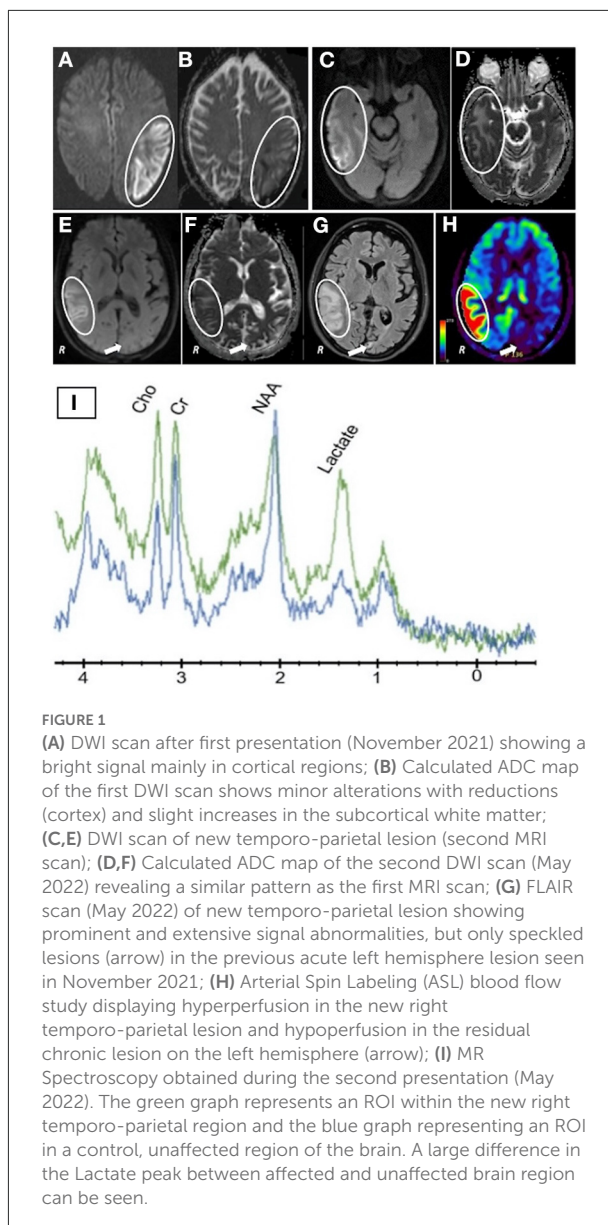 A
B
C
D
E
F
G
H
R
R
R
R
I
Cho
Cr
NAA
Lactate
4
3
2
1
0
FIGURE 1
(A) DWI scan after first presentation (November 2021) showing a
bright signal mainly in cortical regions; (B) Calculated ADC map
of the first DWI scan shows minor alterations with reductions
(cortex) and slight increases in the subcortical white matter;
(C,E) DWI scan of new temporo-parietal lesion (second MRI
scan); (D,F) Calculated ADC map of the second DWI scan (May
2022) revealing a similar pattern as the first MRI scan; (G) FLAIR
scan (May 2022) of new temporo-parietal lesion showing
prominent and extensive signal abnormalities, but only speckled
lesions (arrow) in the previous acute left hemisphere lesion seen
in November 2021; (H) Arterial Spin Labeling (ASL) blood flow
study displaying hyperperfusion in the new right
temporo-parietal lesion and hypoperfusion in the residual
chronic lesion on the left hemisphere (arrow); (I) MR
Spectroscopy obtained during the second presentation (May
2022). The green graph represents an ROI within the new right
temporo-parietal region and the blue graph representing an ROI
in a control, unaffected region of the brain. A large difference in
the Lactate peak between affected and unaffected brain region
can be seen.